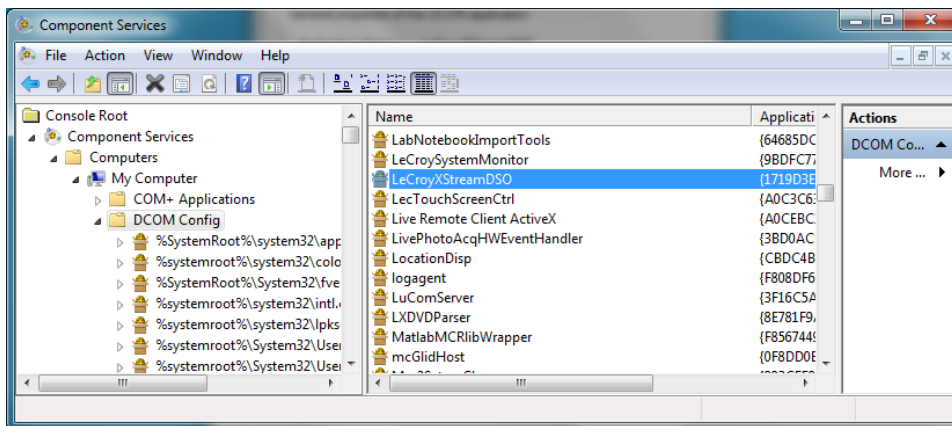 Component Services
File Action View Window Help
Console Root
Component Services
Computers
My Computer
COM+ Applications
DCOM Config
%SystemRoot%\system32\app
%systemroot%\system32\colo
%SystemRoot%\System32\fve
%systemroot%\system32\intl.
%systemroot%\system32\lpks
%systemroot%\System32\User
%systemroot%\System32\User
Name Applicati
LabNotebookImportTools {64685DC
LeCroySystemMonitor {9BDFC77
LeCroyXStreamDSO {1719D3E
LecTouchScreenCtrl {A0C3C63
Live Remote Client ActiveX {A0CEBC
LivePhotoAcqHWEventHandler {3BD0AC
LocationDisp {CBDC4B
logagent {F808DF6
LuComServer {3F16C5A
LXDVDParser {8E781F9
MatlabMCRlibWrapper {F8567449
mcGlidHost {0F8DD0E
Actions
DCOM Co...
More ...